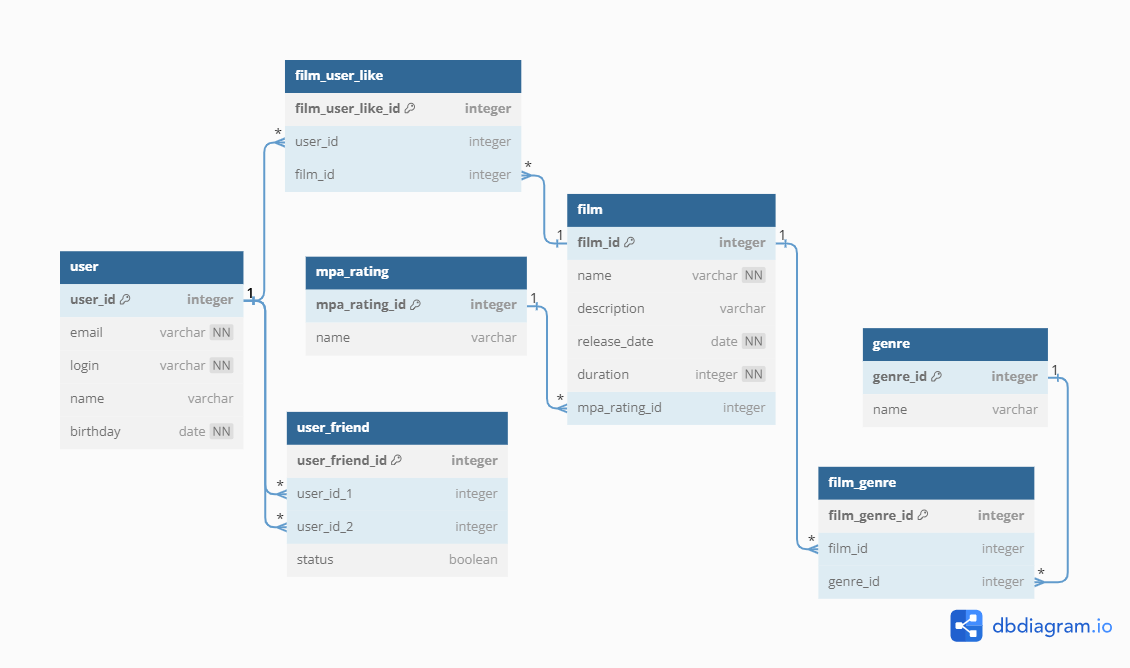 film_user_like
film_user_like_id integer
* user_id integer
film_id integer *
user
user_id integer 1
email varchar NN
login varchar NN
name varchar
birthday date NN
mpa_rating
mpa_rating_id integer 1
name varchar
user_friend
user_friend_id integer
* user_id_1 integer
* user_id_2 integer
status boolean
film
1 film_id integer 1
name varchar NN
description varchar
release_date date NN
duration integer NN
* mpa_rating_id integer
genre
genre_id integer 1
name varchar
film_genre
film_genre_id integer
* film_id integer
genre_id integer *
dbdiagram.io